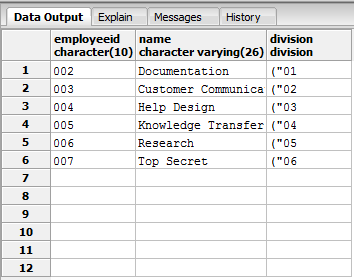 Data Output Explain Messages History
employeeid name division
character(10) character varying(26) division
1 002 Documentation ("01
2 003 Customer Communica ("02
3 004 Help Design ("03
4 005 Knowledge Transfer ("04
5 006 Research ("05
6 007 Top Secret ("06
7
8
9
10
11
12